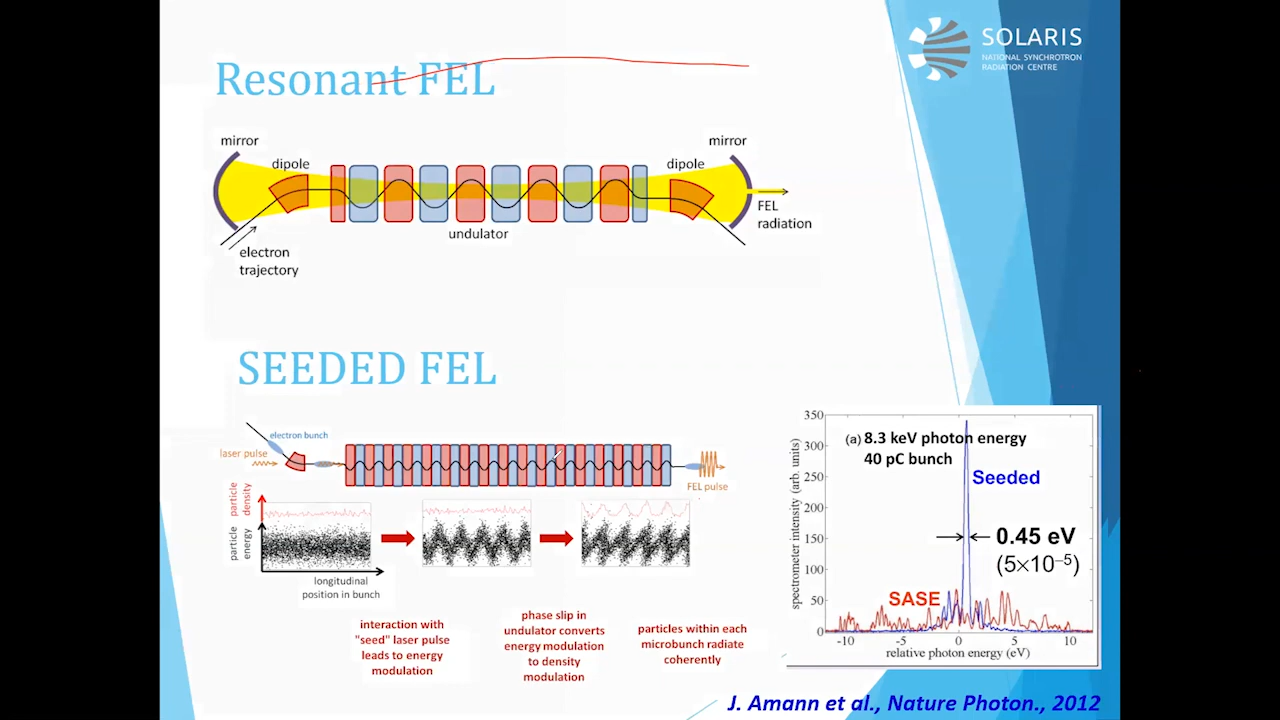 SOLARIS
NATIONAL SYNCHROTRON
RADIATION CENTRE
Resonant FEL
mirror
dipole
dipole
mirror
undulator
FEL
radiation
electron
trajectory
SEEDED FEL
electron bunch
laser pulse
FEL pulse
particle
density
particle
energy
longitudinal
position in bunch
interaction with
"seed" laser pulse
leads to energy
modulation
phase slip in
undulator converts
energy modulation
to density
modulation
particles within each
microbunch radiate
coherently
350
300
250
200
150
100
50
0
spectrometer intensity (arb. units)
(a) 8.3 keV photon energy
40 pC bunch
Seeded
0.45 eV
(5×10⁻⁵)
SASE
-10 -5 0 5 10
relative photon energy (eV)
J. Amann et al., Nature Photon., 2012